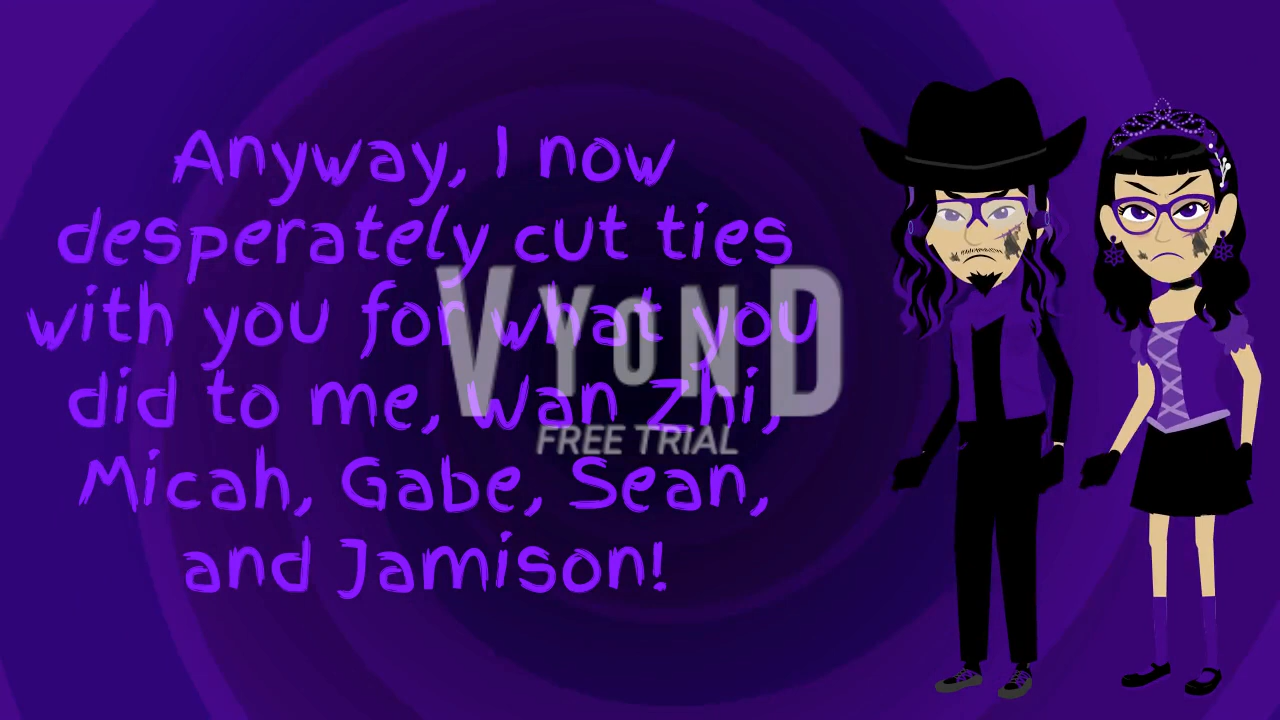 Anyway, I now
desperately cut ties
with you for what you
did to me, Wan Zhi,
Micah, Gabe, Sean,
and Jamison!
VYOND
FREE TRIAL